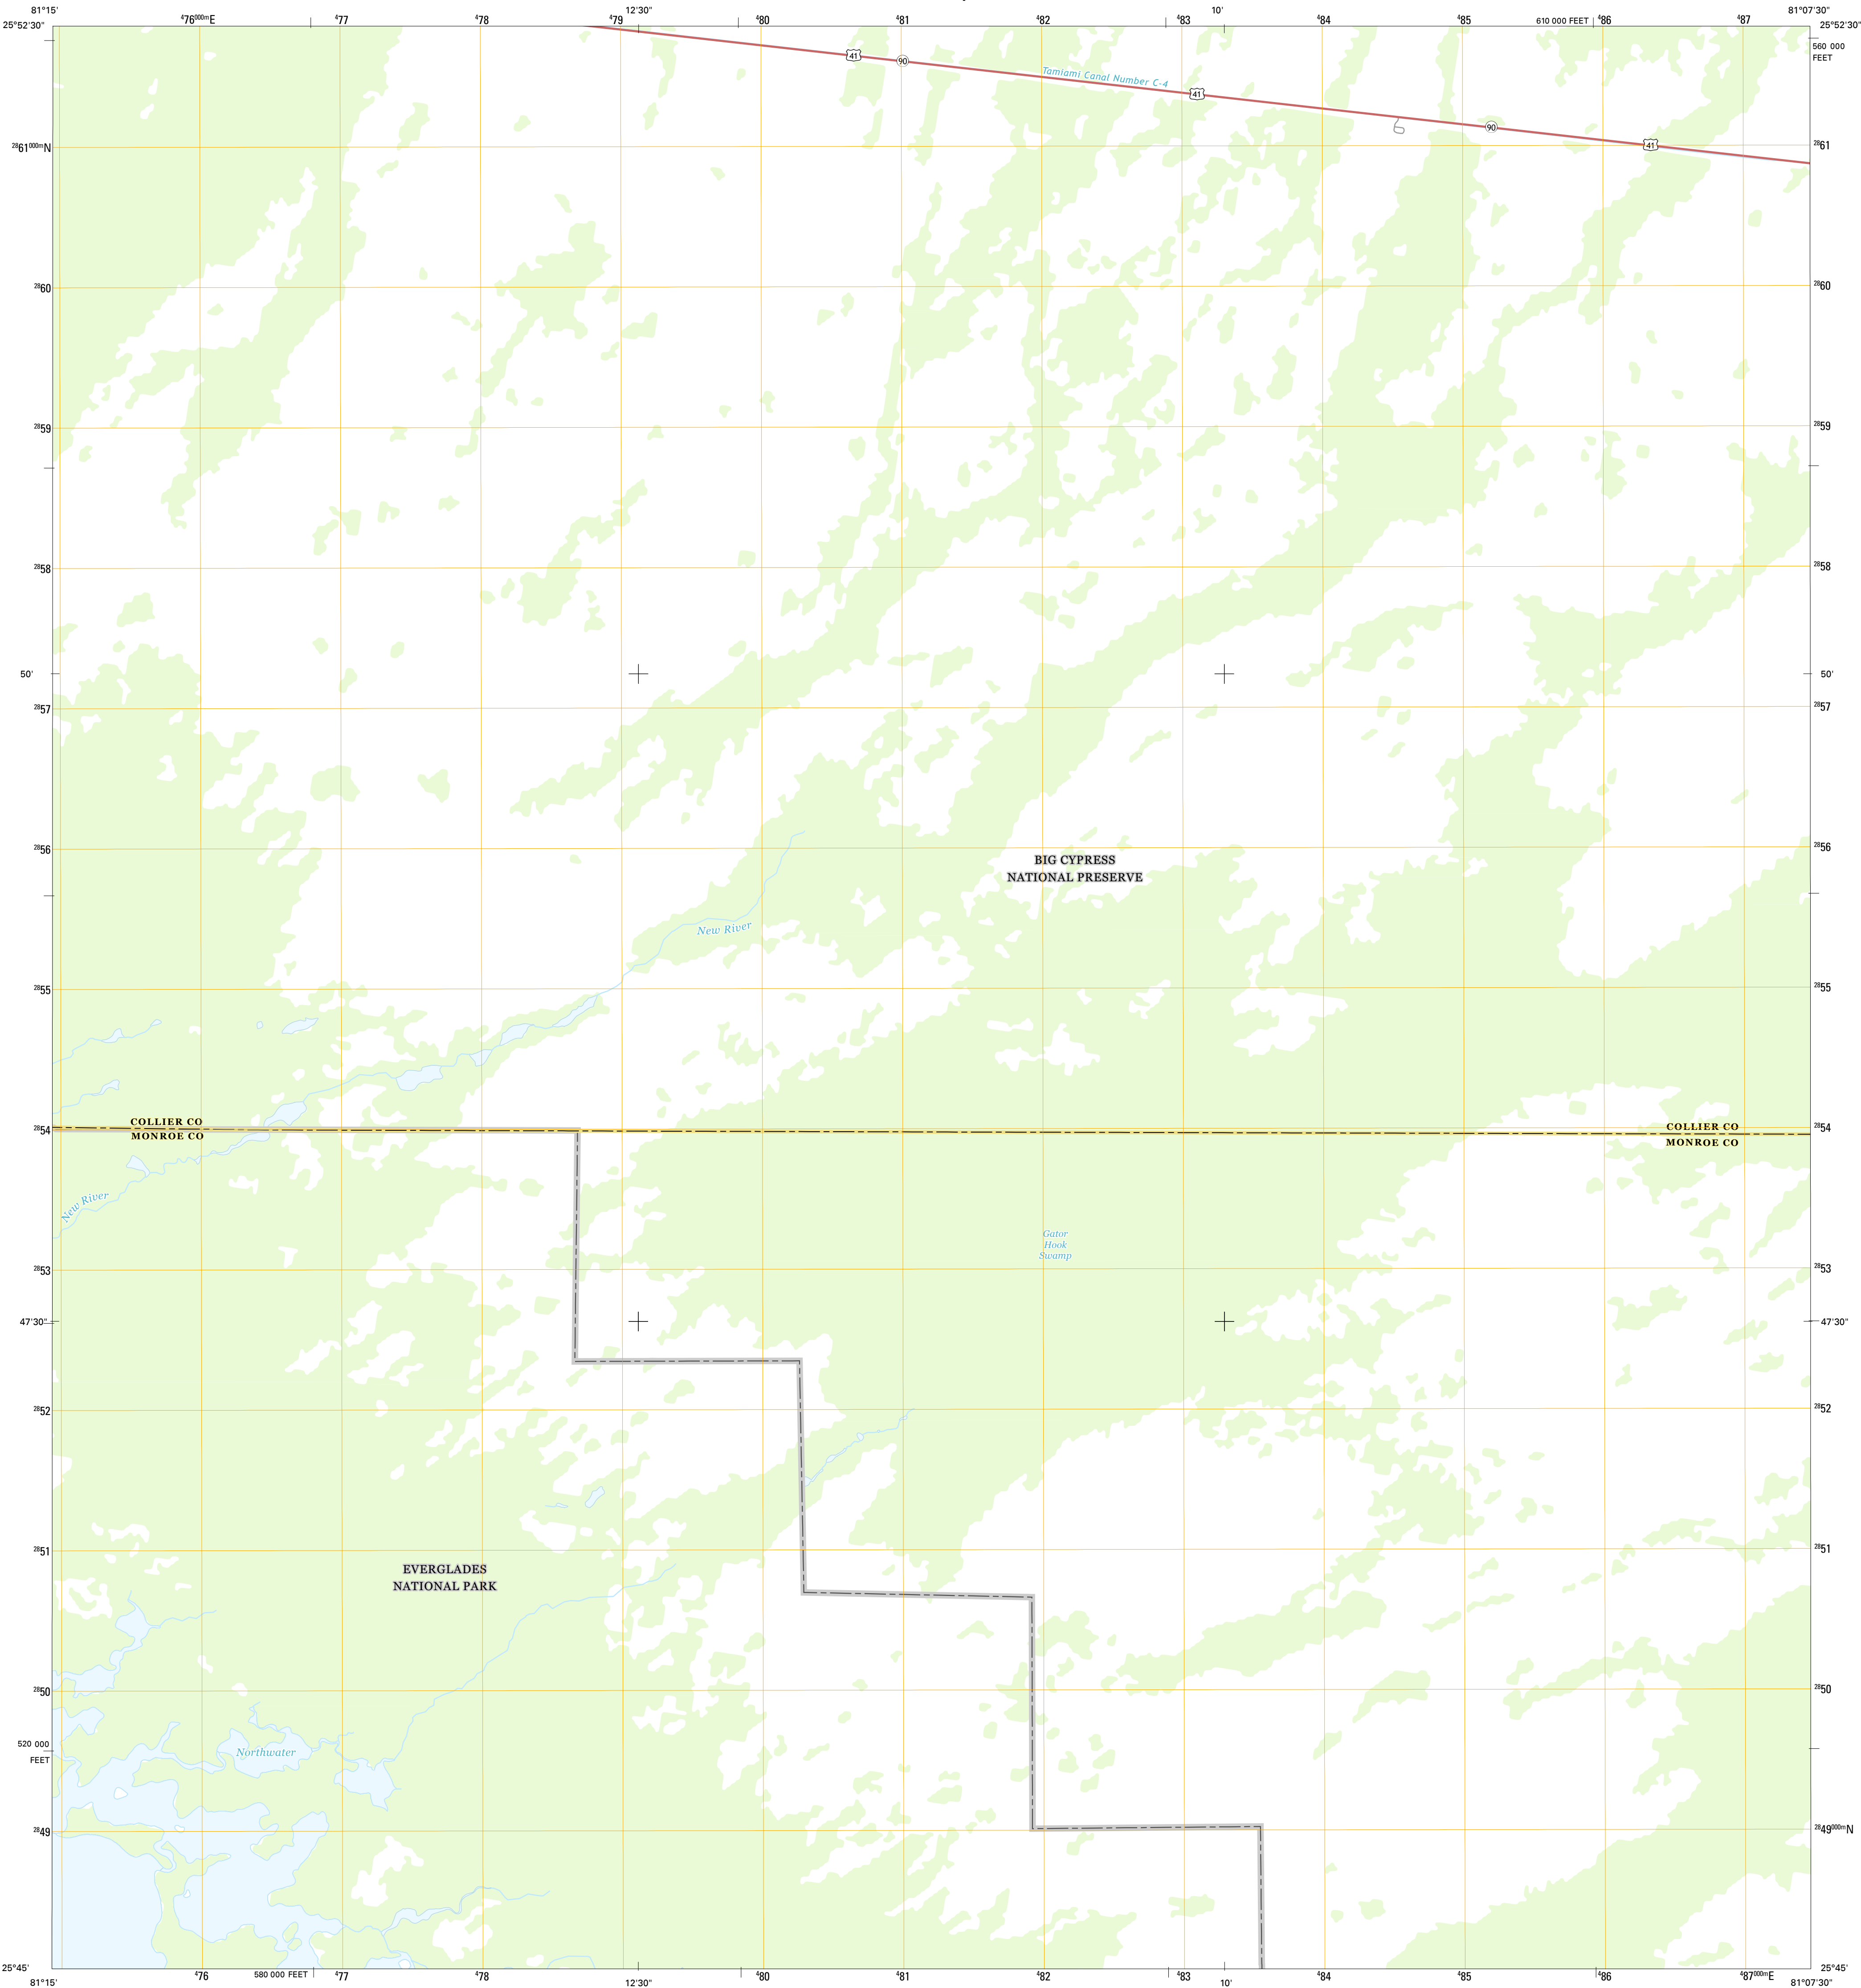 81°15'
⁴76⁰⁰⁰ᵐE
⁴77
⁴78
⁴79
12'30"
⁴80
⁴81
⁴82
⁴83
10'
⁴84
⁴85
610 000 FEET
⁴86
⁴87
81°07'30"
25°52'30"
25°52'30"
560 000
FEET
41
90
Tamiami Canal Number C-4
41
90
41
²⁸61⁰⁰⁰ᵐN
²⁸61
²⁸60
²⁸60
²⁸59
²⁸59
²⁸58
²⁸58
50'
50'
²⁸57
²⁸57
²⁸56
²⁸56
BIG CYPRESS
NATIONAL PRESERVE
New River
²⁸55
²⁸55
COLLIER CO
MONROE CO
²⁸54
²⁸54
COLLIER CO
MONROE CO
New River
Gator
Hook
Swamp
²⁸53
²⁸53
47'30"
47'30"
²⁸52
²⁸52
²⁸51
²⁸51
EVERGLADES
NATIONAL PARK
²⁸50
²⁸50
520 000
FEET
Northwater
²⁸49
²⁸49⁰⁰⁰ᵐN
25°45'
25°45'
81°15'
⁴76
580 000 FEET
⁴77
⁴78
12'30"
⁴80
⁴81
⁴82
⁴83
10'
⁴84
⁴85
⁴86
⁴87⁰⁰⁰ᵐE
81°07'30"